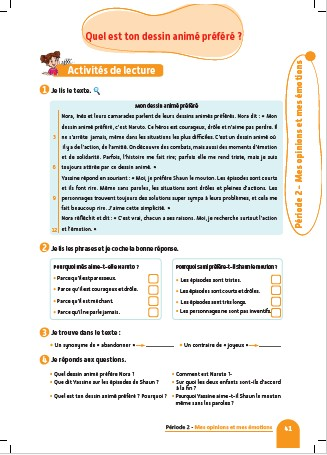 Quel est ton dessin animé préféré ?
Activités de lecture
1 Je lis le texte.
Mon dessin animé préféré
Nora, Inès et leurs camarades parlent de leurs dessins animés préférés. Nora dit : « Mon
dessin animé préféré, c'est Naruto. Ce héros est courageux, drôle et n'aime pas perdre. Il
3 ne s'arrête jamais, même dans les situations les plus difficiles. C'est un dessin animé où
il y a de l'action, de l'amitié. On découvre des combats, mais aussi des moments d'émotion
et de solidarité. Parfois, l'histoire me fait rire; parfois elle me rend triste, mais je suis
6 toujours attirée par ce dessin animé. »
Yassine répond en souriant : « Moi, je préfère Shaun le mouton. Les épisodes sont courts
et ils font rire. Même sans paroles, les situations sont drôles et pleines d'actions. Les
9 personnages trouvent toujours des solutions super sympa à leurs problèmes, et cela me
fait beaucoup rire. J'aime cette simplicité. »
Nora réfléchit et dit : « C'est vrai, chacun a ses raisons. Moi, je recherche surtout l'action
12 et l'émotion. »
2 Je lis les phrases et je coche la bonne réponse.
Pourquoi Inès aime-t-elle Naruto ?
• Parce qu'il est paresseux.
• Parce qu'il est courageux et drôle.
• Parce qu'il est méchant.
• Parce qu'il ne parle jamais.
Pourquoi Sami préfère-t-il Shaun le mouton ?
• Les épisodes sont tristes.
• Les épisodes sont courts et drôles.
• Les épisodes sont très longs.
• Les personnages ne sont pas inventifs.
3 Je trouve dans le texte :
• Un synonyme de « abandonner »
• Un contraire de « joyeux »
4 Je réponds aux questions.
• Quel dessin animé préfère Nora ?
• Que dit Yassine sur les épisodes de Shaun ?
• Quel est ton dessin animé préféré ? Pourquoi ?
• Comment est Naruto ?
• Sur quoi les deux enfants sont-ils d'accord
à la fin ?
• Pourquoi Yassine aime-t-il Shaun le mouton
même sans paroles ?
Période 2 - Mes opinions et mes émotions
Période 2 - Mes opinions et mes émotions
41